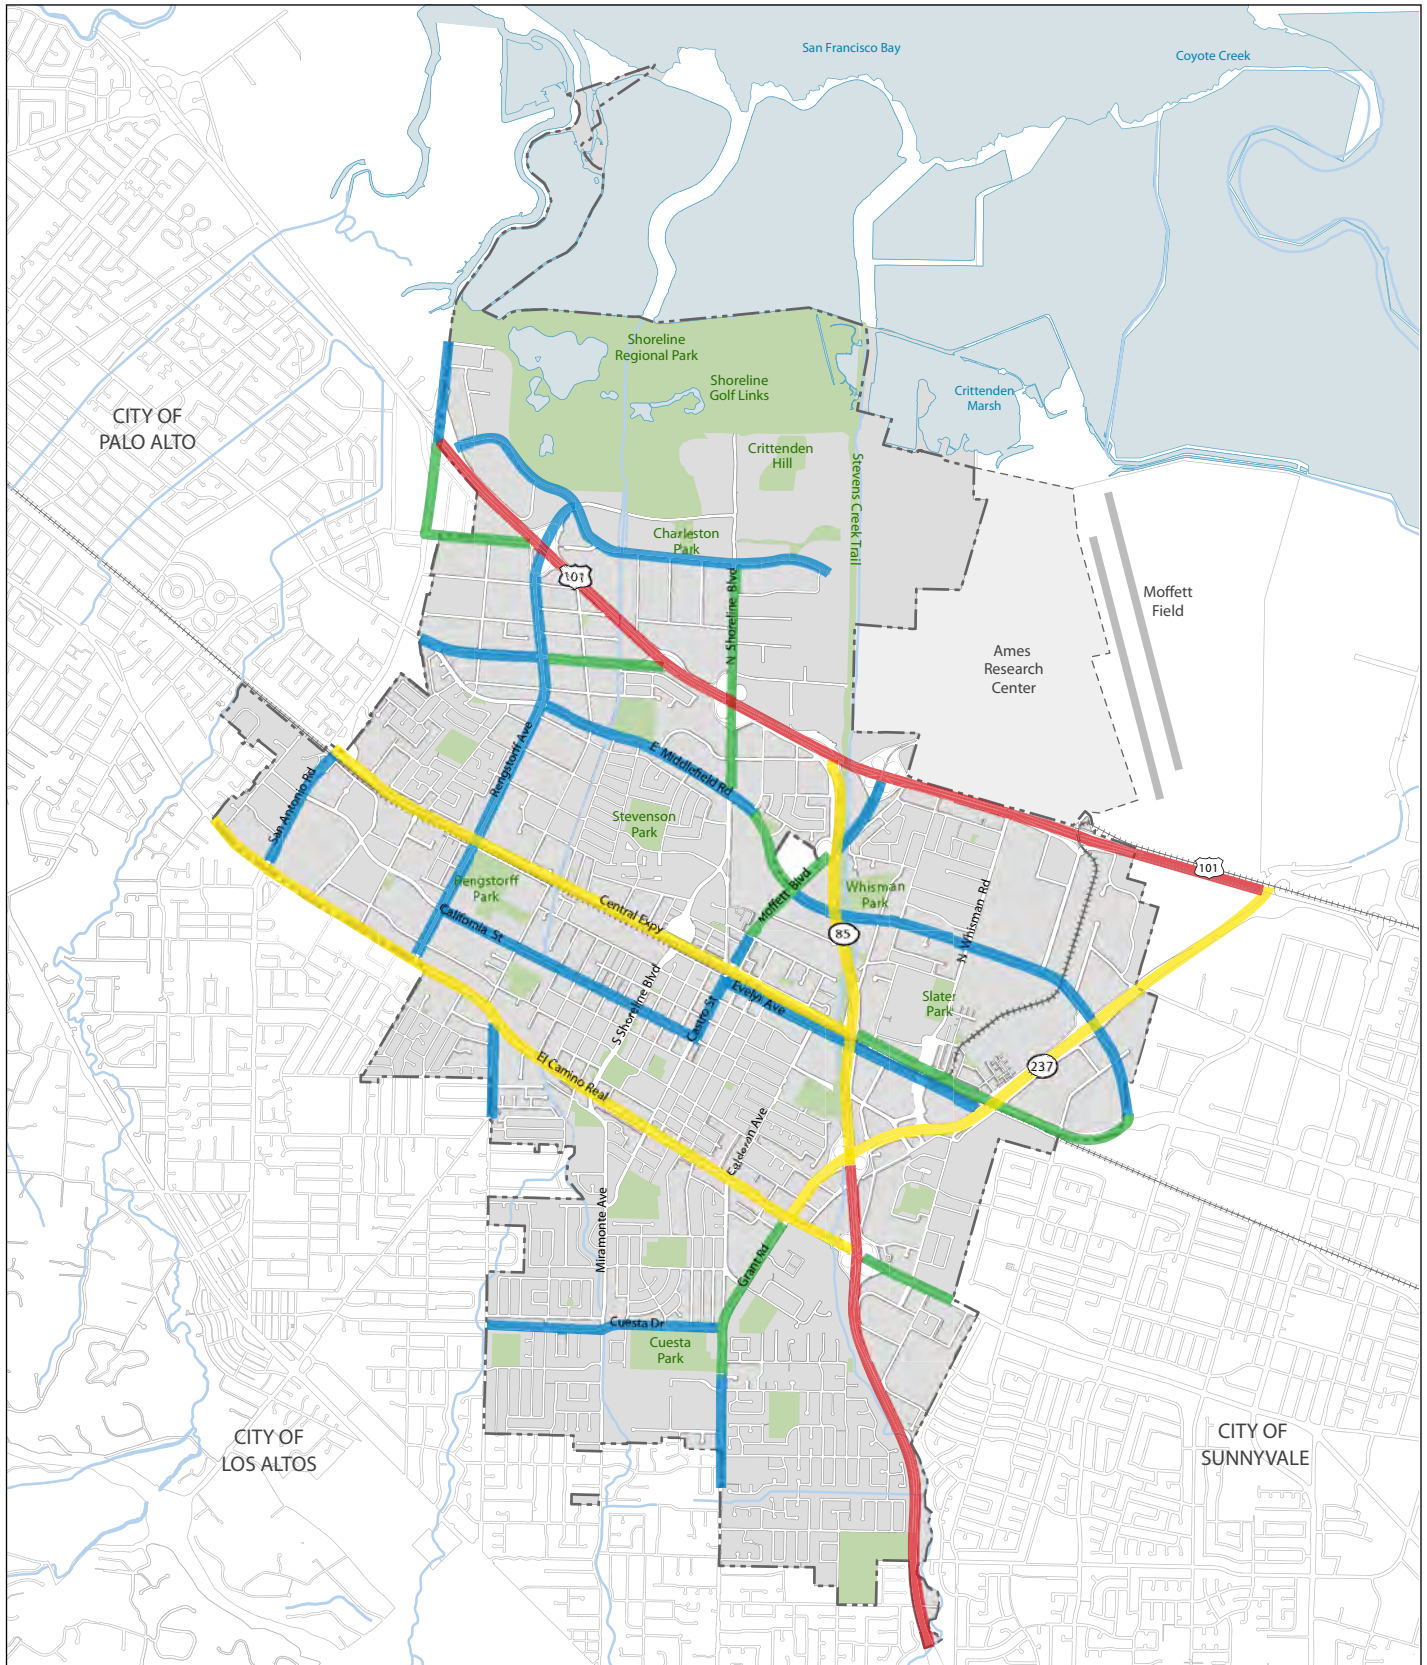 San Francisco Bay
Coyote Creek
Shoreline
Regional Park
Shoreline
Golf Links
Crittenden
Marsh
CITY OF
PALO ALTO
Crittenden
Hill
Stevens Creek Trail
Charleston
Park
101
N Shoreline Blvd
Moffett
Field
Ames
Research
Center
Rengstorff Ave
E Middlefield Rd
San Antonio Rd
Stevenson
Park
101
Rengstorff
Park
Moffett Blvd
Whisman
Park
N Whisman Rd
Central Expy
California St
85
S Shoreline Blvd
Castro St
Evelyn Ave
Slater
Park
237
El Camino Real
Calderon Ave
Miramonte Ave
Grant Rd
Cuesta Dr
Cuesta
Park
CITY OF
LOS ALTOS
CITY OF
SUNNYVALE